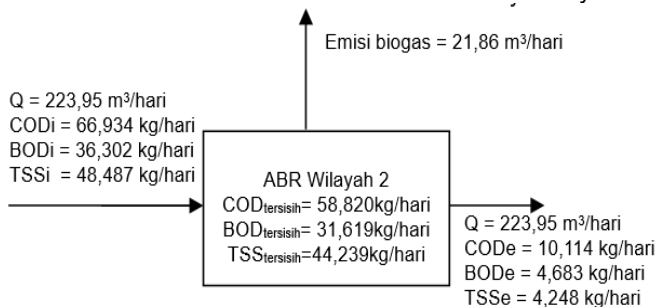 Emisi biogas = 21,86 m³/hari
Q = 223,95 m³/hari
CODi = 66,934 kg/hari
BODi = 36,302 kg/hari
TSSi = 48,487 kg/hari
ABR Wilayah 2
CODtersisih= 58,820kg/hari
BODtersisih= 31,619kg/hari
TSStersisih=44,239kg/hari
Q = 223,95 m³/hari
CODe = 10,114 kg/hari
BODe = 4,683 kg/hari
TSSe = 4,248 kg/hari